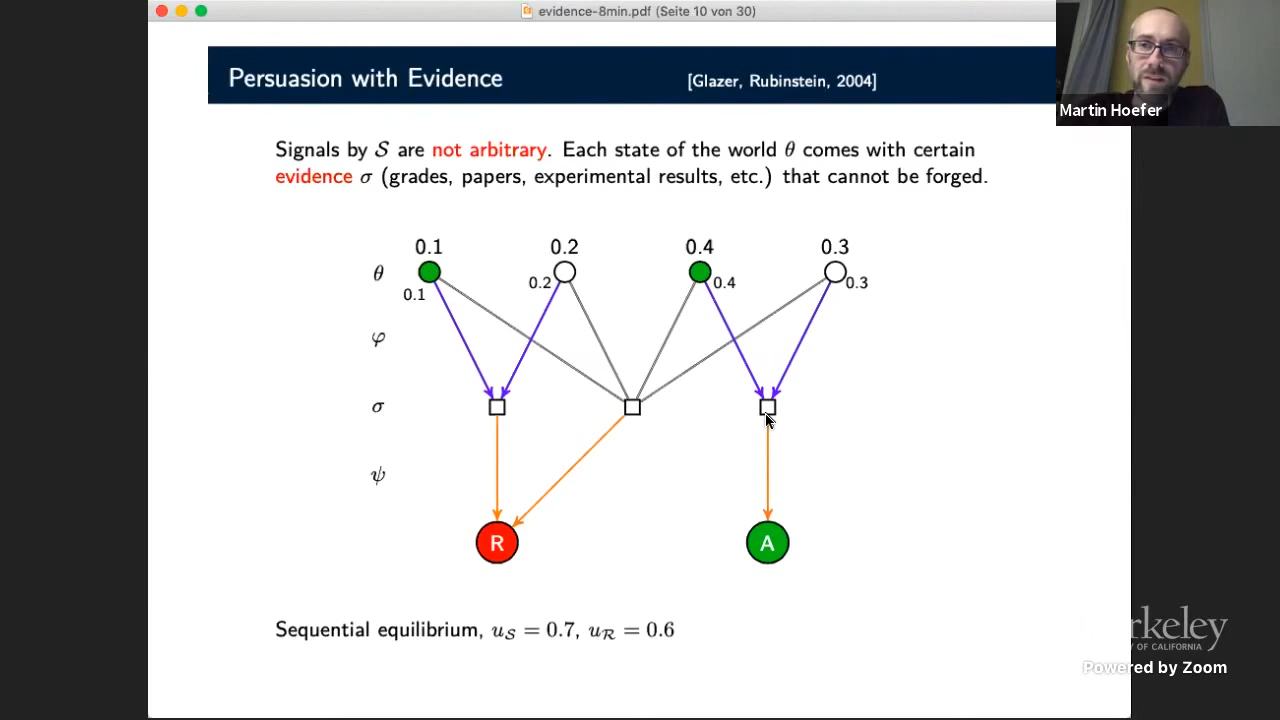 evidence-8min.pdf (Seite 10 von 30)
Persuasion with Evidence
[Glazer, Rubinstein, 2004]
Martin Hoefer
Signals by 𝒮 are not arbitrary. Each state of the world θ comes with certain
evidence σ (grades, papers, experimental results, etc.) that cannot be forged.
0.1 0.2 0.4 0.3
θ
0.1 0.2 0.4 0.3
φ
σ
ψ
R A
Sequential equilibrium, u𝒮 = 0.7, uℛ = 0.6
rkeley
OF CALIFORNIA
Powered by Zoom